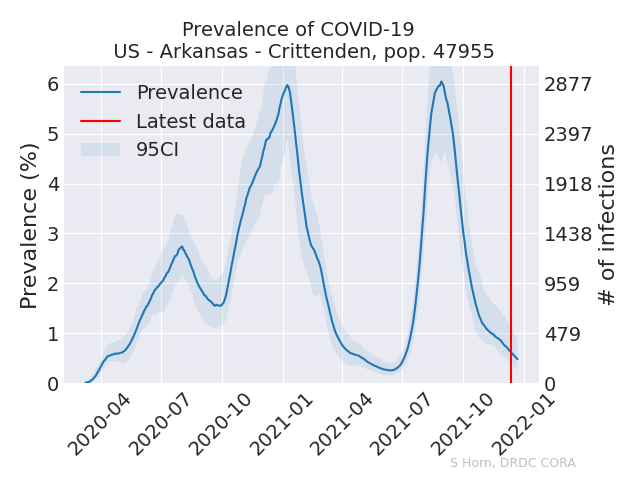 Prevalence of COVID-19
US - Arkansas - Crittenden, pop. 47955
Prevalence (%)
6
5
4
3
2
1
0
Prevalence
Latest data
95CI
2877
2397
1918
1438
959
479
0
# of infections
2020-04
2020-07
2020-10
2021-01
2021-04
2021-07
2021-10
2022-01
S Horn, DRDC CORA